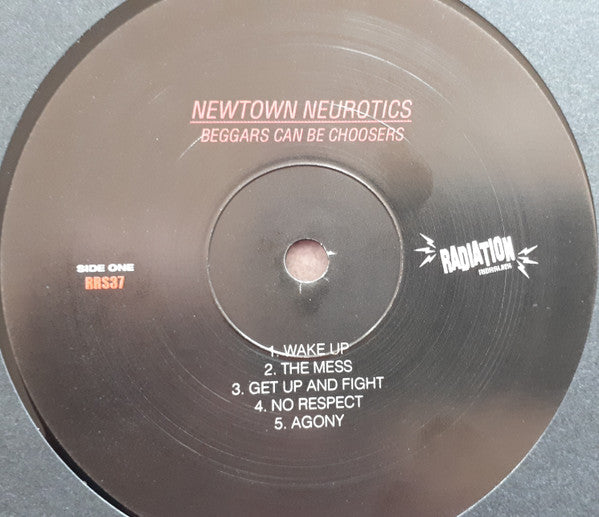 NEWTOWN NEUROTICS
BEGGARS CAN BE CHOOSERS
SIDE ONE
RRS37
RADIATION
1. WAKE UP
2. THE MESS
3. GET UP AND FIGHT
4. NO RESPECT
5. AGONY